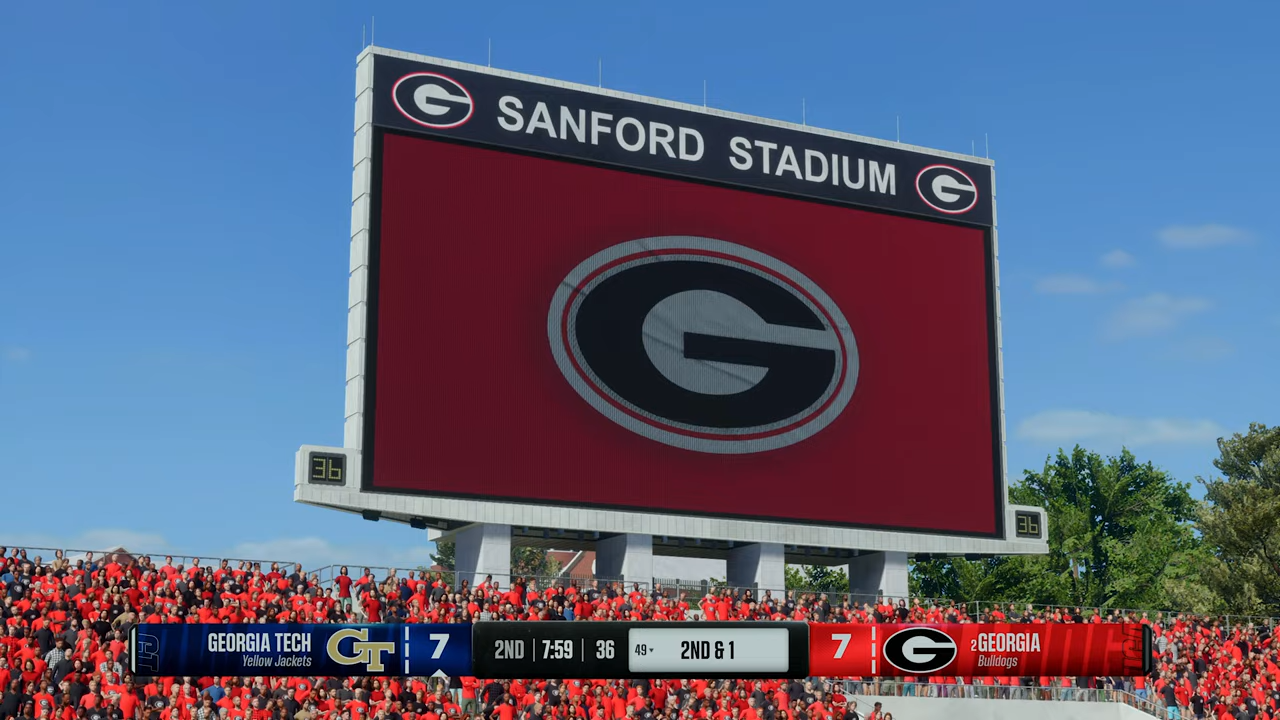 SANFORD STADIUM
36
36
GEORGIA TECH
Yellow Jackets
GT
7
2ND
7:59
36
49
2ND & 1
7
G
2 GEORGIA
Bulldogs